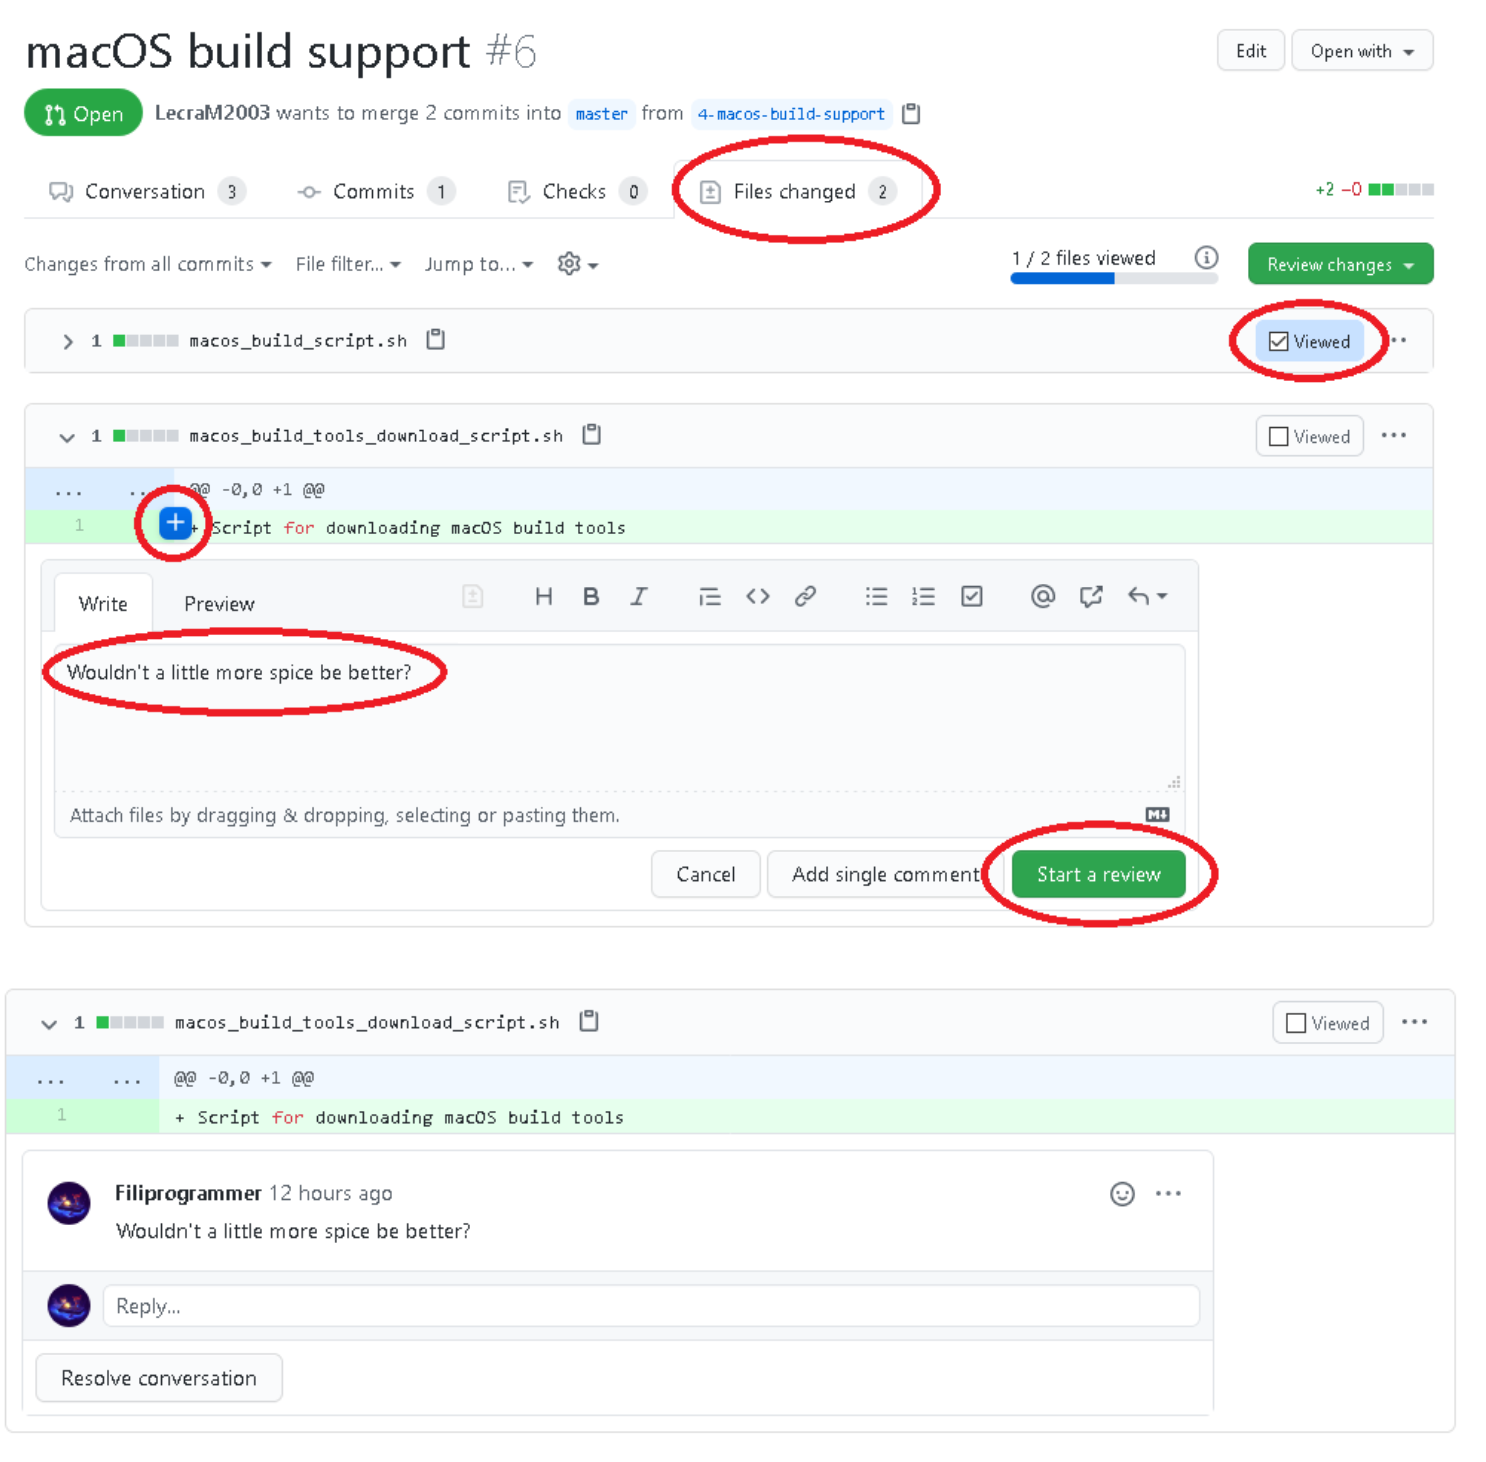 macOS build support #6
Edit
Open with
Open
LecraM2003 wants to merge 2 commits into master from 4-macos-build-support
Conversation 3
Commits 1
Checks 0
Files changed 2
+2 −0
Changes from all commits
File filter...
Jump to...
1 / 2 files viewed
Review changes
1 macos_build_script.sh
Viewed
1 macos_build_tools_download_script.sh
Viewed
... .. @@ -0,0 +1 @@
1 + Script for downloading macOS build tools
Write
Preview
H B I
Wouldn't a little more spice be better?
Attach files by dragging & dropping, selecting or pasting them.
Cancel
Add single comment
Start a review
1 macos_build_tools_download_script.sh
Viewed
... ... @@ -0,0 +1 @@
1 + Script for downloading macOS build tools
Filiprogrammer 12 hours ago
Wouldn't a little more spice be better?
Reply...
Resolve conversation